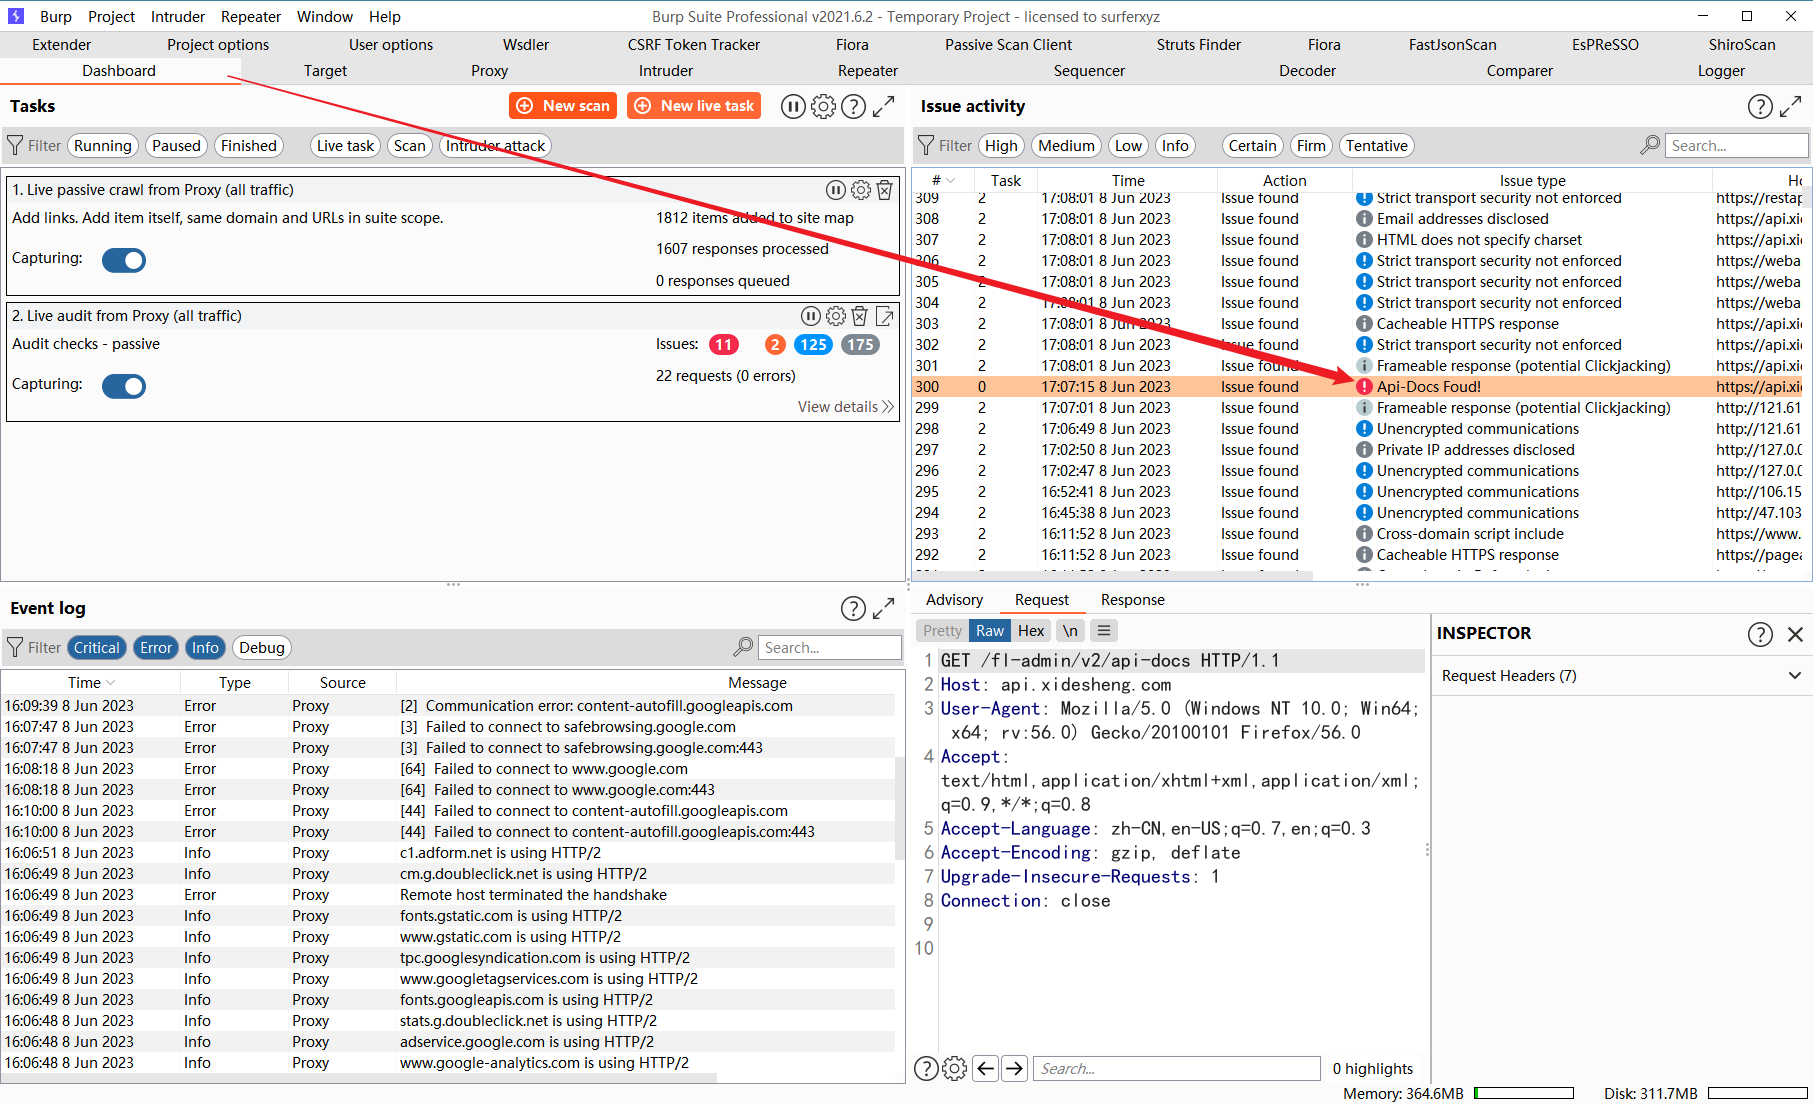 Burp Project Intruder Repeater Window Help
Burp Suite Professional v2021.6.2 - Temporary Project - licensed to surferxyz
Extender Project options User options Wsdler CSRF Token Tracker Fiora Passive Scan Client Struts Finder Fiora FastJsonScan EsPReSSO ShiroScan
Dashboard Target Proxy Intruder Repeater Sequencer Decoder Comparer Logger
Tasks
New scan New live task
Filter Running Paused Finished Live task Scan Intruder attack
1. Live passive crawl from Proxy (all traffic)
Add links. Add item itself, same domain and URLs in suite scope.
1812 items added to site map
1607 responses processed
Capturing:
0 responses queued
2. Live audit from Proxy (all traffic)
Audit checks - passive
Issues: 11 2 125 175
22 requests (0 errors)
Capturing:
View details
Issue activity
Filter High Medium Low Info Certain Firm Tentative Search...
# Task Time Action Issue type Ho
309 2 17:08:01 8 Jun 2023 Issue found Strict transport security not enforced https://restap
308 2 17:08:01 8 Jun 2023 Issue found Email addresses disclosed https://api.xi
307 2 17:08:01 8 Jun 2023 Issue found HTML does not specify charset https://api.xi
306 2 17:08:01 8 Jun 2023 Issue found Strict transport security not enforced https://weba
305 2 17:08:01 8 Jun 2023 Issue found Strict transport security not enforced https://weba
304 2 17:08:01 8 Jun 2023 Issue found Strict transport security not enforced https://weba
303 2 17:08:01 8 Jun 2023 Issue found Cacheable HTTPS response https://api.xi
302 2 17:08:01 8 Jun 2023 Issue found Strict transport security not enforced https://api.xi
301 2 17:08:01 8 Jun 2023 Issue found Frameable response (potential Clickjacking) https://api.xi
300 0 17:07:15 8 Jun 2023 Issue found Api-Docs Foud! https://api.xi
299 2 17:07:01 8 Jun 2023 Issue found Frameable response (potential Clickjacking) http://121.61
298 2 17:06:49 8 Jun 2023 Issue found Unencrypted communications http://121.61
297 2 17:02:50 8 Jun 2023 Issue found Private IP addresses disclosed http://127.0.0
296 2 17:02:47 8 Jun 2023 Issue found Unencrypted communications http://127.0.0
295 2 16:52:41 8 Jun 2023 Issue found Unencrypted communications http://106.15
294 2 16:45:38 8 Jun 2023 Issue found Unencrypted communications http://47.103
293 2 16:11:52 8 Jun 2023 Issue found Cross-domain script include https://www.
292 2 16:11:52 8 Jun 2023 Issue found Cacheable HTTPS response https://pagea
Event log
Filter Critical Error Info Debug Search...
Time Type Source Message
16:09:39 8 Jun 2023 Error Proxy [2] Communication error: content-autofill.googleapis.com
16:07:47 8 Jun 2023 Error Proxy [3] Failed to connect to safebrowsing.google.com
16:07:47 8 Jun 2023 Error Proxy [3] Failed to connect to safebrowsing.google.com:443
16:08:18 8 Jun 2023 Error Proxy [64] Failed to connect to www.google.com
16:08:18 8 Jun 2023 Error Proxy [64] Failed to connect to www.google.com:443
16:10:00 8 Jun 2023 Error Proxy [44] Failed to connect to content-autofill.googleapis.com
16:10:00 8 Jun 2023 Error Proxy [44] Failed to connect to content-autofill.googleapis.com:443
16:06:51 8 Jun 2023 Info Proxy c1.adform.net is using HTTP/2
16:06:49 8 Jun 2023 Info Proxy cm.g.doubleclick.net is using HTTP/2
16:06:49 8 Jun 2023 Error Proxy Remote host terminated the handshake
16:06:49 8 Jun 2023 Info Proxy fonts.gstatic.com is using HTTP/2
16:06:49 8 Jun 2023 Info Proxy www.gstatic.com is using HTTP/2
16:06:49 8 Jun 2023 Info Proxy tpc.googlesyndication.com is using HTTP/2
16:06:49 8 Jun 2023 Info Proxy www.googletagservices.com is using HTTP/2
16:06:49 8 Jun 2023 Info Proxy fonts.googleapis.com is using HTTP/2
16:06:48 8 Jun 2023 Info Proxy stats.g.doubleclick.net is using HTTP/2
16:06:48 8 Jun 2023 Info Proxy adservice.google.com is using HTTP/2
16:06:48 8 Jun 2023 Info Proxy www.google-analytics.com is using HTTP/2
Advisory Request Response
Pretty Raw Hex \n
1 GET /fl-admin/v2/api-docs HTTP/1.1
2 Host: api.xidesheng.com
3 User-Agent: Mozilla/5.0 (Windows NT 10.0; Win64;
x64; rv:56.0) Gecko/20100101 Firefox/56.0
4 Accept:
text/html,application/xhtml+xml,application/xml;
q=0.9,*/*;q=0.8
5 Accept-Language: zh-CN,en-US;q=0.7,en;q=0.3
6 Accept-Encoding: gzip, deflate
7 Upgrade-Insecure-Requests: 1
8 Connection: close
9
10
Search... 0 highlights
INSPECTOR
Request Headers (7)
Memory: 364.6MB Disk: 311.7MB